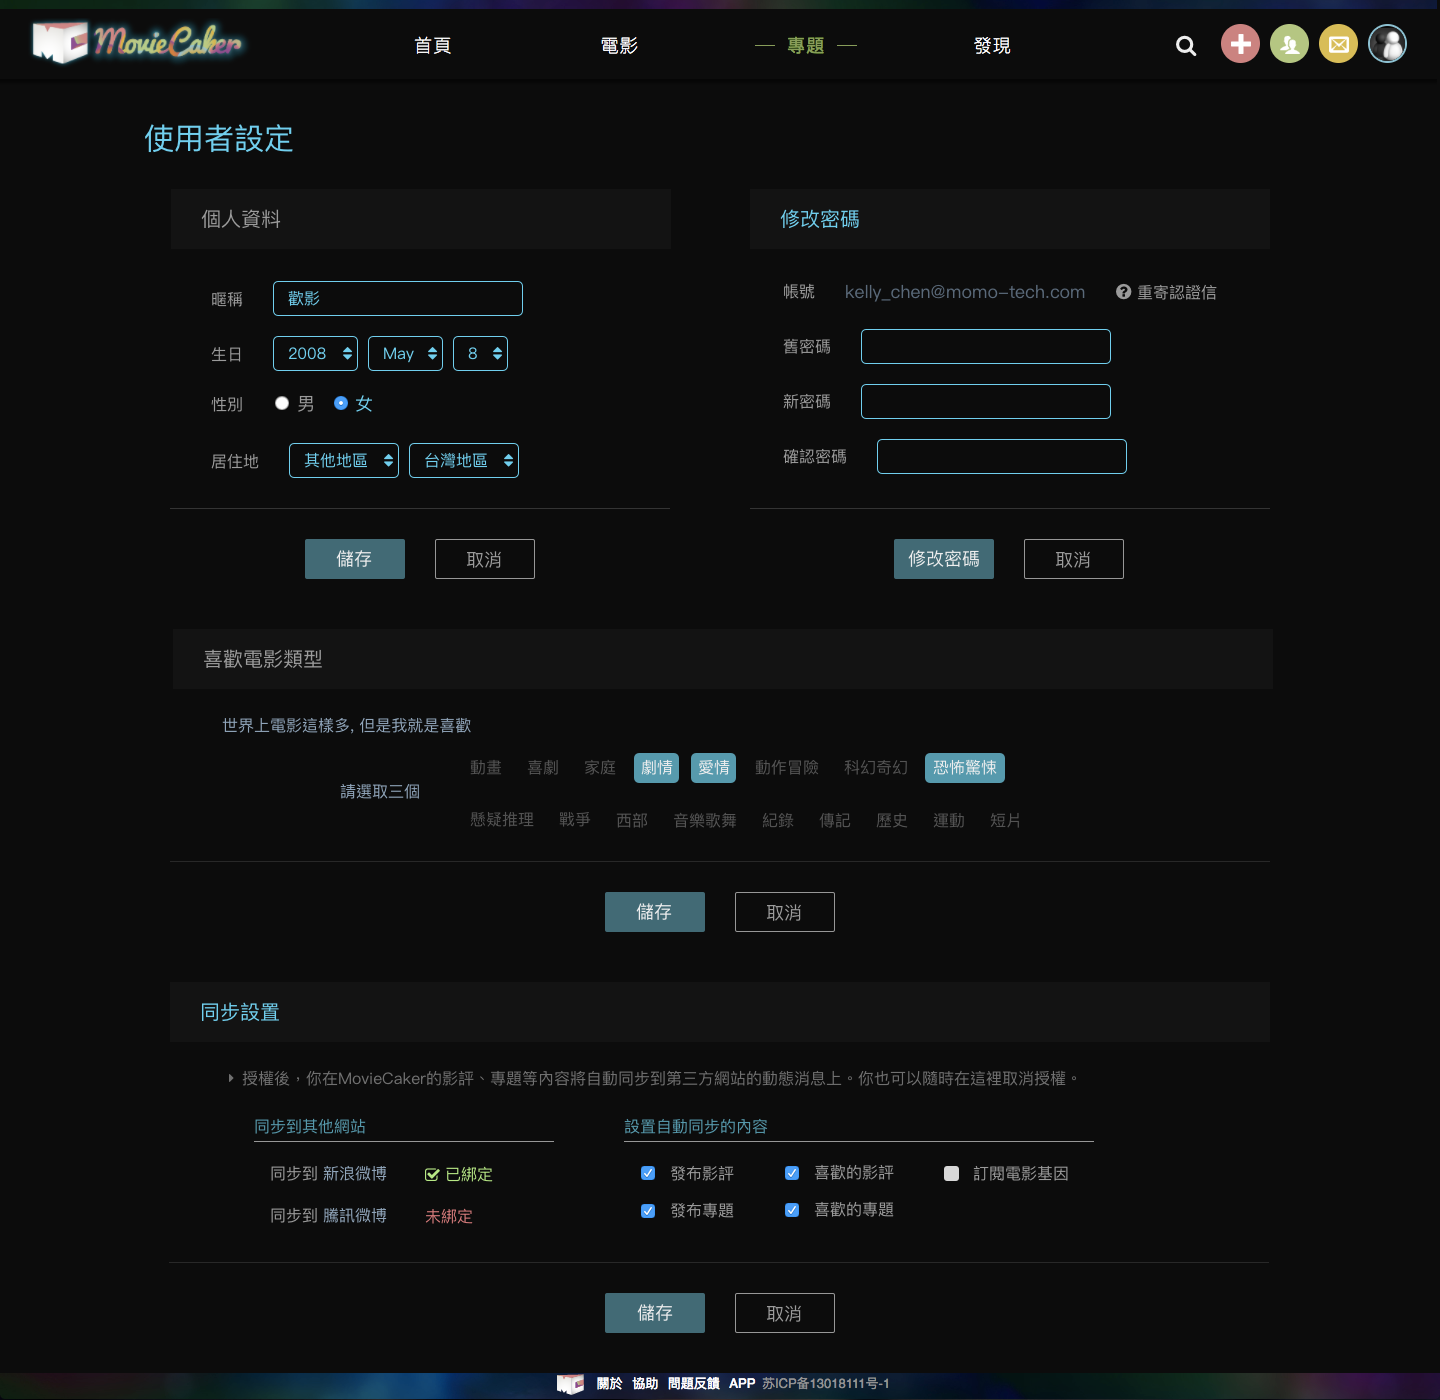 MovieCaker
首頁
電影
專題
發現
使用者設定
個人資料
暱稱
歡影
生日
2008
May
8
性別
男
女
居住地
其他地區
台灣地區
儲存
取消
修改密碼
帳號
kelly_chen@momo-tech.com
重寄認證信
舊密碼
新密碼
確認密碼
修改密碼
取消
喜歡電影類型
世界上電影這樣多, 但是我就是喜歡
請選取三個
動畫 喜劇 家庭 劇情 愛情 動作冒險 科幻奇幻 恐怖驚悚
懸疑推理 戰爭 西部 音樂歌舞 紀錄 傳記 歷史 運動 短片
儲存
取消
同步設置
授權後，你在MovieCaker的影評、專題等內容將自動同步到第三方網站的動態消息上。你也可以隨時在這裡取消授權。
同步到其他網站
同步到 新浪微博
已綁定
同步到 騰訊微博
未綁定
設置自動同步的內容
發布影評
喜歡的影評
訂閱電影基因
發布專題
喜歡的專題
儲存
取消
關於 協助 問題反饋 APP 苏ICP备13018111号-1